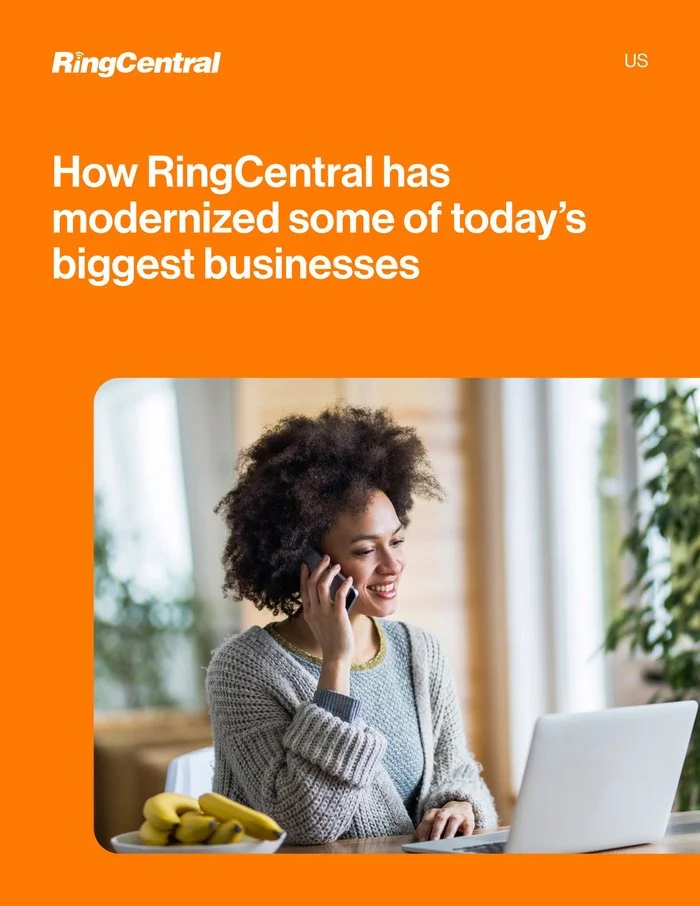 RingCentral
US
How RingCentral has
modernized some of today’s
biggest businesses